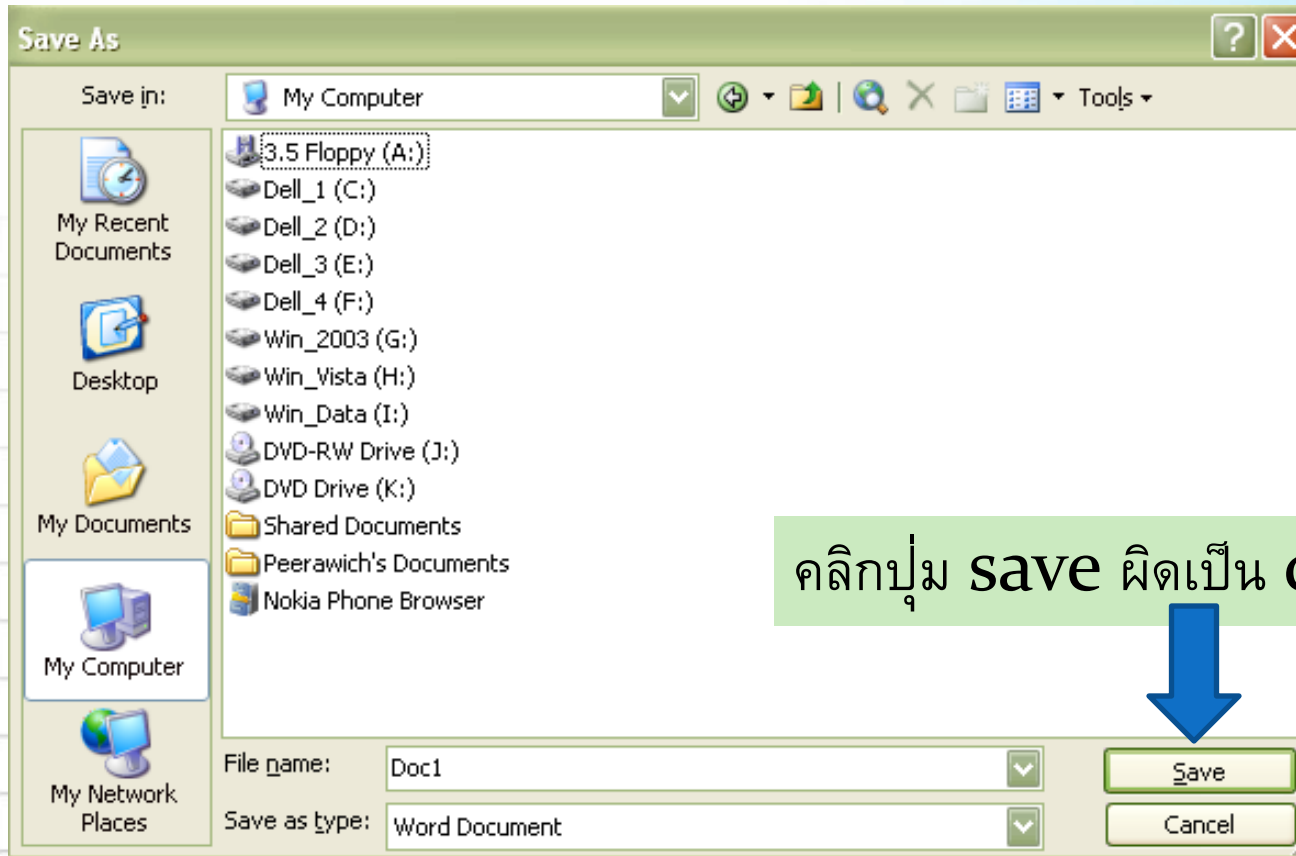 Save As
Save in: My Computer Tools
3.5 Floppy (A:)
Dell_1 (C:)
Dell_2 (D:)
Dell_3 (E:)
Dell_4 (F:)
Win_2003 (G:)
Win_Vista (H:)
Win_Data (I:)
DVD-RW Drive (J:)
DVD Drive (K:)
Shared Documents
Peerawich's Documents
Nokia Phone Browser
My Recent
Documents
Desktop
My Documents
My Computer
My Network
Places
คลิกปุ่ม save ผิดเป็น
File name: Doc1 Save
Save as type: Word Document Cancel